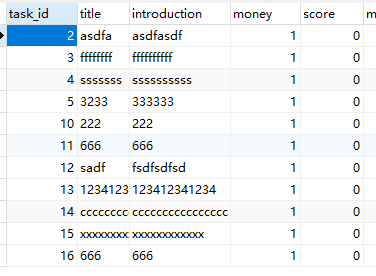 task_id title introduction money score m
2 asdfa asdfasdf 1 0
3 ffffffff ffffffffff 1 0
4 sssssss ssssssssss 1 0
5 3233 333333 1 0
10 222 222 1 0
11 666 666 1 0
12 sadf fsdfsdfsd 1 0
13 1234123 123412341234 1 0
14 cccccccc cccccccccccccccc 1 0
15 xxxxxxxx xxxxxxxxxxxx 1 0
16 666 666 1 0